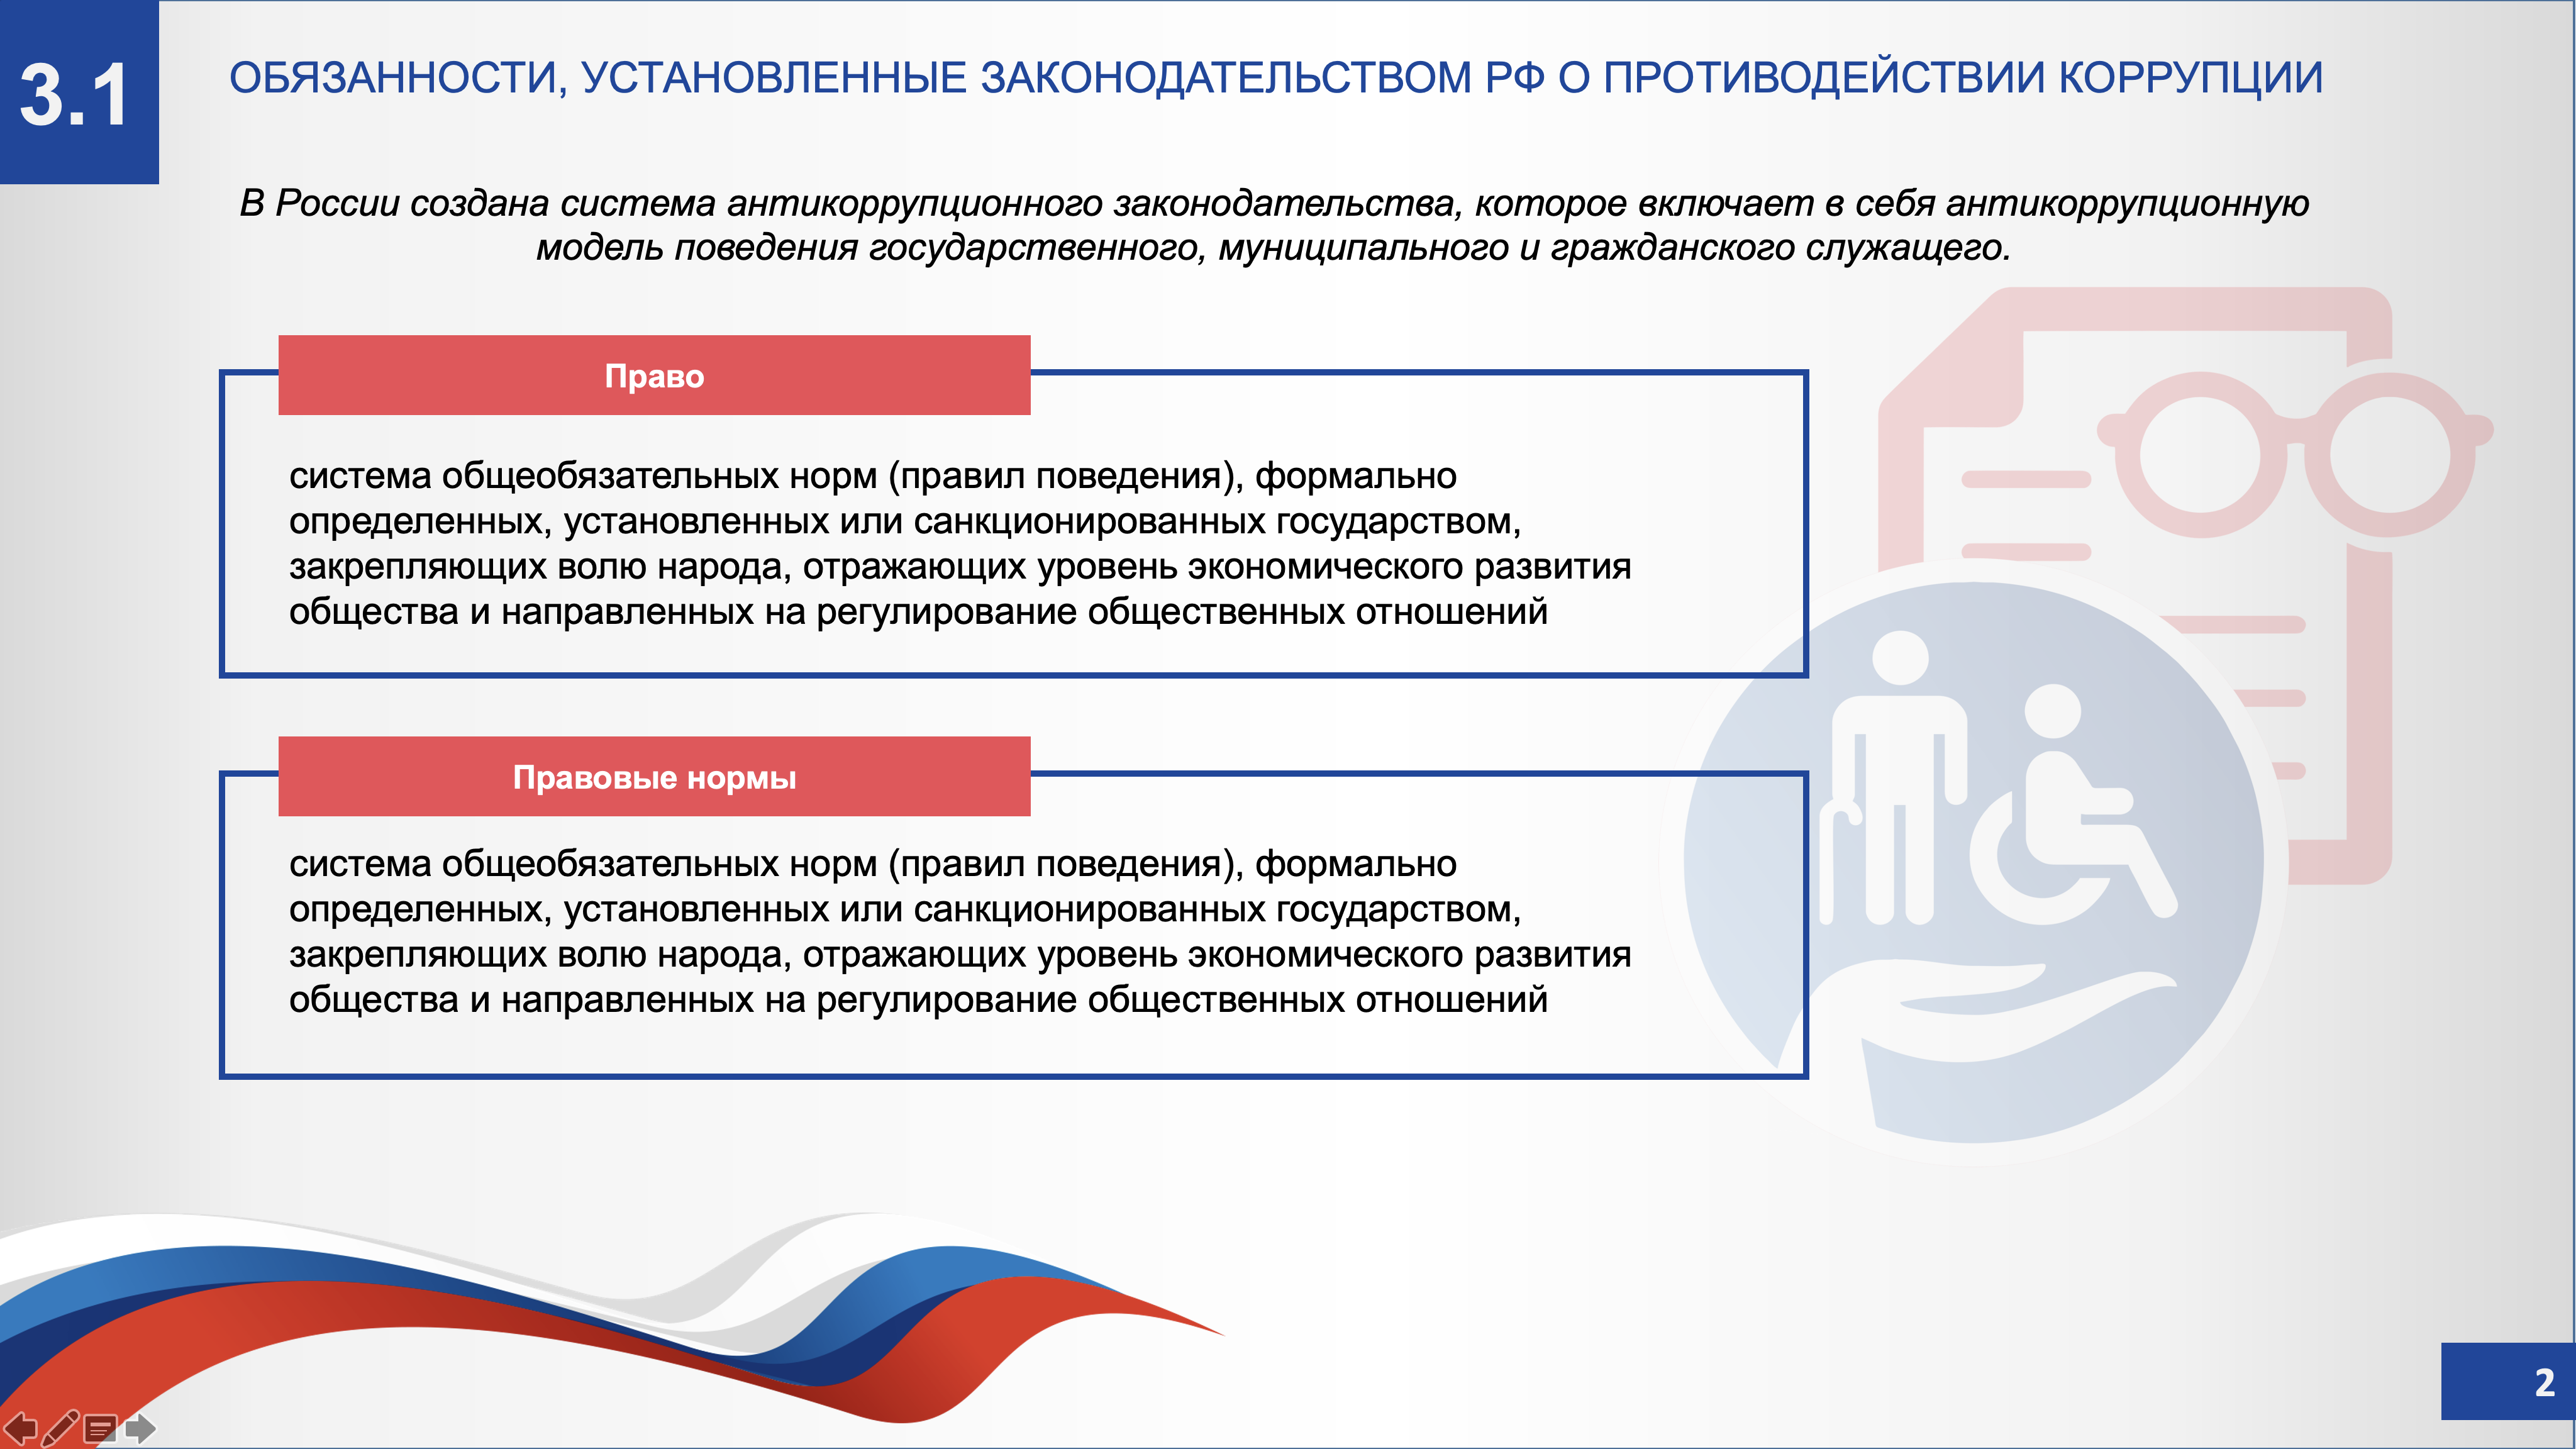 3.1
ОБЯЗАННОСТИ, УСТАНОВЛЕННЫЕ ЗАКОНОДАТЕЛЬСТВОМ РФ О ПРОТИВОДЕЙСТВИИ КОРРУПЦИИ
В России создана система антикоррупционного законодательства, которое включает в себя антикоррупционную
модель поведения государственного, муниципального и гражданского служащего.
Право
система общеобязательных норм (правил поведения), формально
определенных, установленных или санкционированных государством,
закрепляющих волю народа, отражающих уровень экономического развития
общества и направленных на регулирование общественных отношений
Правовые нормы
система общеобязательных норм (правил поведения), формально
определенных, установленных или санкционированных государством,
закрепляющих волю народа, отражающих уровень экономического развития
общества и направленных на регулирование общественных отношений
2